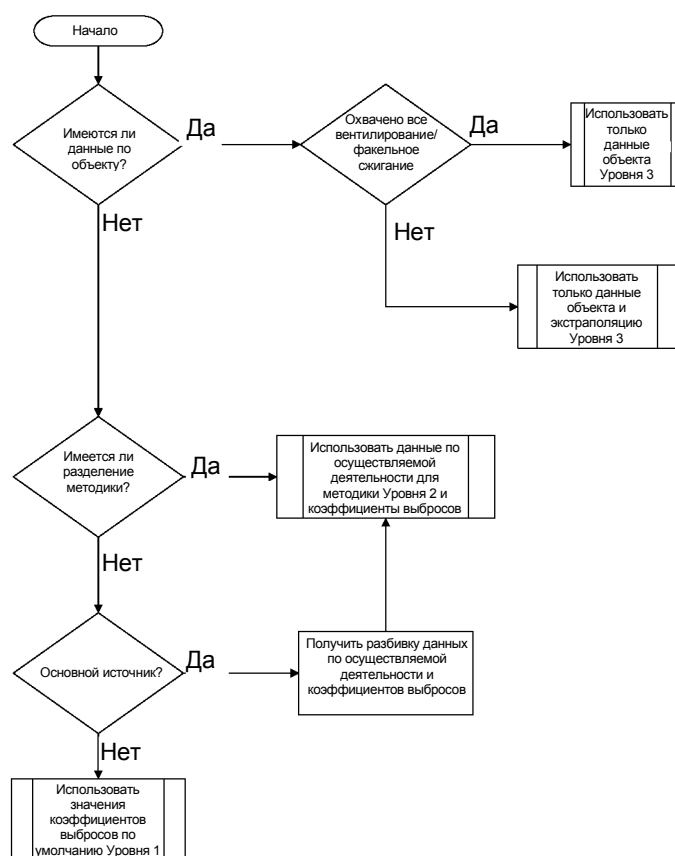 Начало
Имеются ли
данные по
объекту?
Да
Охвачено все
вентилирование/
факельное
сжигание
Да
Использовать
только
данные
объекта
Уровня 3
Нет
Нет
Использовать
только данные
объекта и
экстраполяцию
Уровня 3
Имеется ли
разделение
методики?
Да
Использовать данные по
осуществляемой
деятельности для
методики Уровня 2 и
коэффициенты выбросов
Нет
Основной источник?
Да
Получить разбивку данных
по осуществляемой
деятельности и
коэффициентов выбросов
Нет
Использовать
значения
коэффициентов
выбросов по
умолчанию Уровня 1